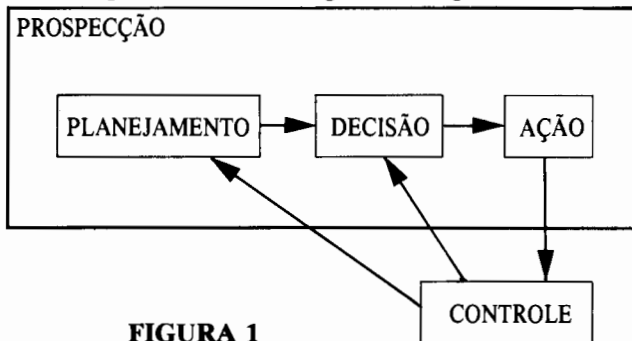 PROSPECÇÃO
PLANEJAMENTO
DECISÃO
AÇÃO
CONTROLE
FIGURA 1